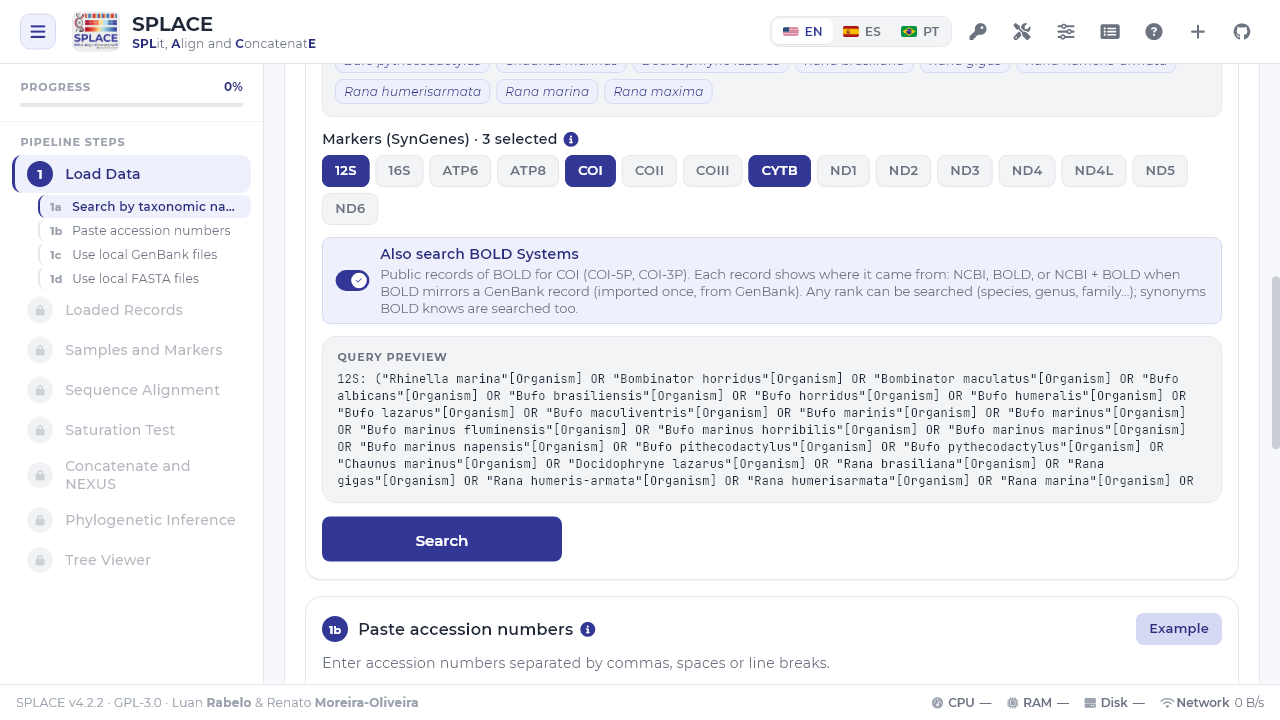 SPLACE
SPLit, Align and ConcatenatE
EN
ES
PT
PROGRESS
0%
PIPELINE STEPS
1 Load Data
1a Search by taxonomic na...
1b Paste accession numbers
1c Use local GenBank files
1d Use local FASTA files
Loaded Records
Samples and Markers
Sequence Alignment
Saturation Test
Concatenate and
NEXUS
Phylogenetic Inference
Tree Viewer
Rana humerisarmata
Rana marina
Rana maxima
Markers (SynGenes) · 3 selected
12S
16S
ATP6
ATP8
COI
COII
COIII
CYTB
ND1
ND2
ND3
ND4
ND4L
ND5
ND6
Also search BOLD Systems
Public records of BOLD for COI (COI-5P, COI-3P). Each record shows where it came from: NCBI, BOLD, or NCBI + BOLD when
BOLD mirrors a GenBank record (imported once, from GenBank). Any rank can be searched (species, genus, family...); synonyms
BOLD knows are searched too.
QUERY PREVIEW
12S: ("Rhinella marina"[Organism] OR "Bombinator horridus"[Organism] OR "Bombinator maculatus"[Organism] OR "Bufo
albicans"[Organism] OR "Bufo brasiliensis"[Organism] OR "Bufo horridus"[Organism] OR "Bufo humeralis"[Organism] OR
"Bufo lazarus"[Organism] OR "Bufo maculiventris"[Organism] OR "Bufo marinis"[Organism] OR "Bufo marinus"[Organism]
OR "Bufo marinus fluminensis"[Organism] OR "Bufo marinus horribilis"[Organism] OR "Bufo marinus marinus"[Organism]
OR "Bufo marinus napensis"[Organism] OR "Bufo pithecodactylus"[Organism] OR "Bufo pythecodactylus"[Organism] OR
"Chaunus marinus"[Organism] OR "Docidophryne lazarus"[Organism] OR "Rana brasiliana"[Organism] OR "Rana
gigas"[Organism] OR "Rana humeris-armata"[Organism] OR "Rana humerisarmata"[Organism] OR "Rana marina"[Organism] OR
Search
1b Paste accession numbers
Example
Enter accession numbers separated by commas, spaces or line breaks.
SPLACE v4.2.2 · GPL-3.0 · Luan Rabelo & Renato Moreira-Oliveira
CPU —
RAM —
Disk —
Network 0 B/s